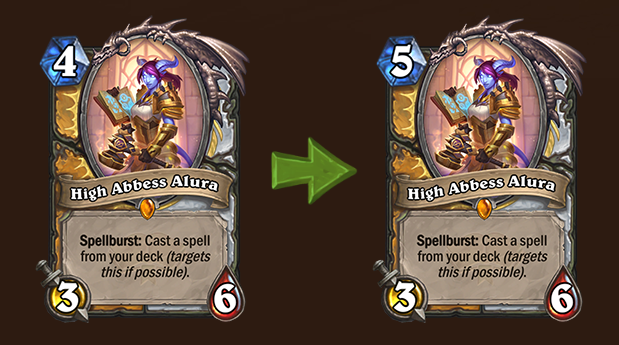 4
High Abbess Alura
Spellburst: Cast a spell
from your deck (targets
this if possible).
3
6
5
High Abbess Alura
Spellburst: Cast a spell
from your deck (targets
this if possible).
3
6